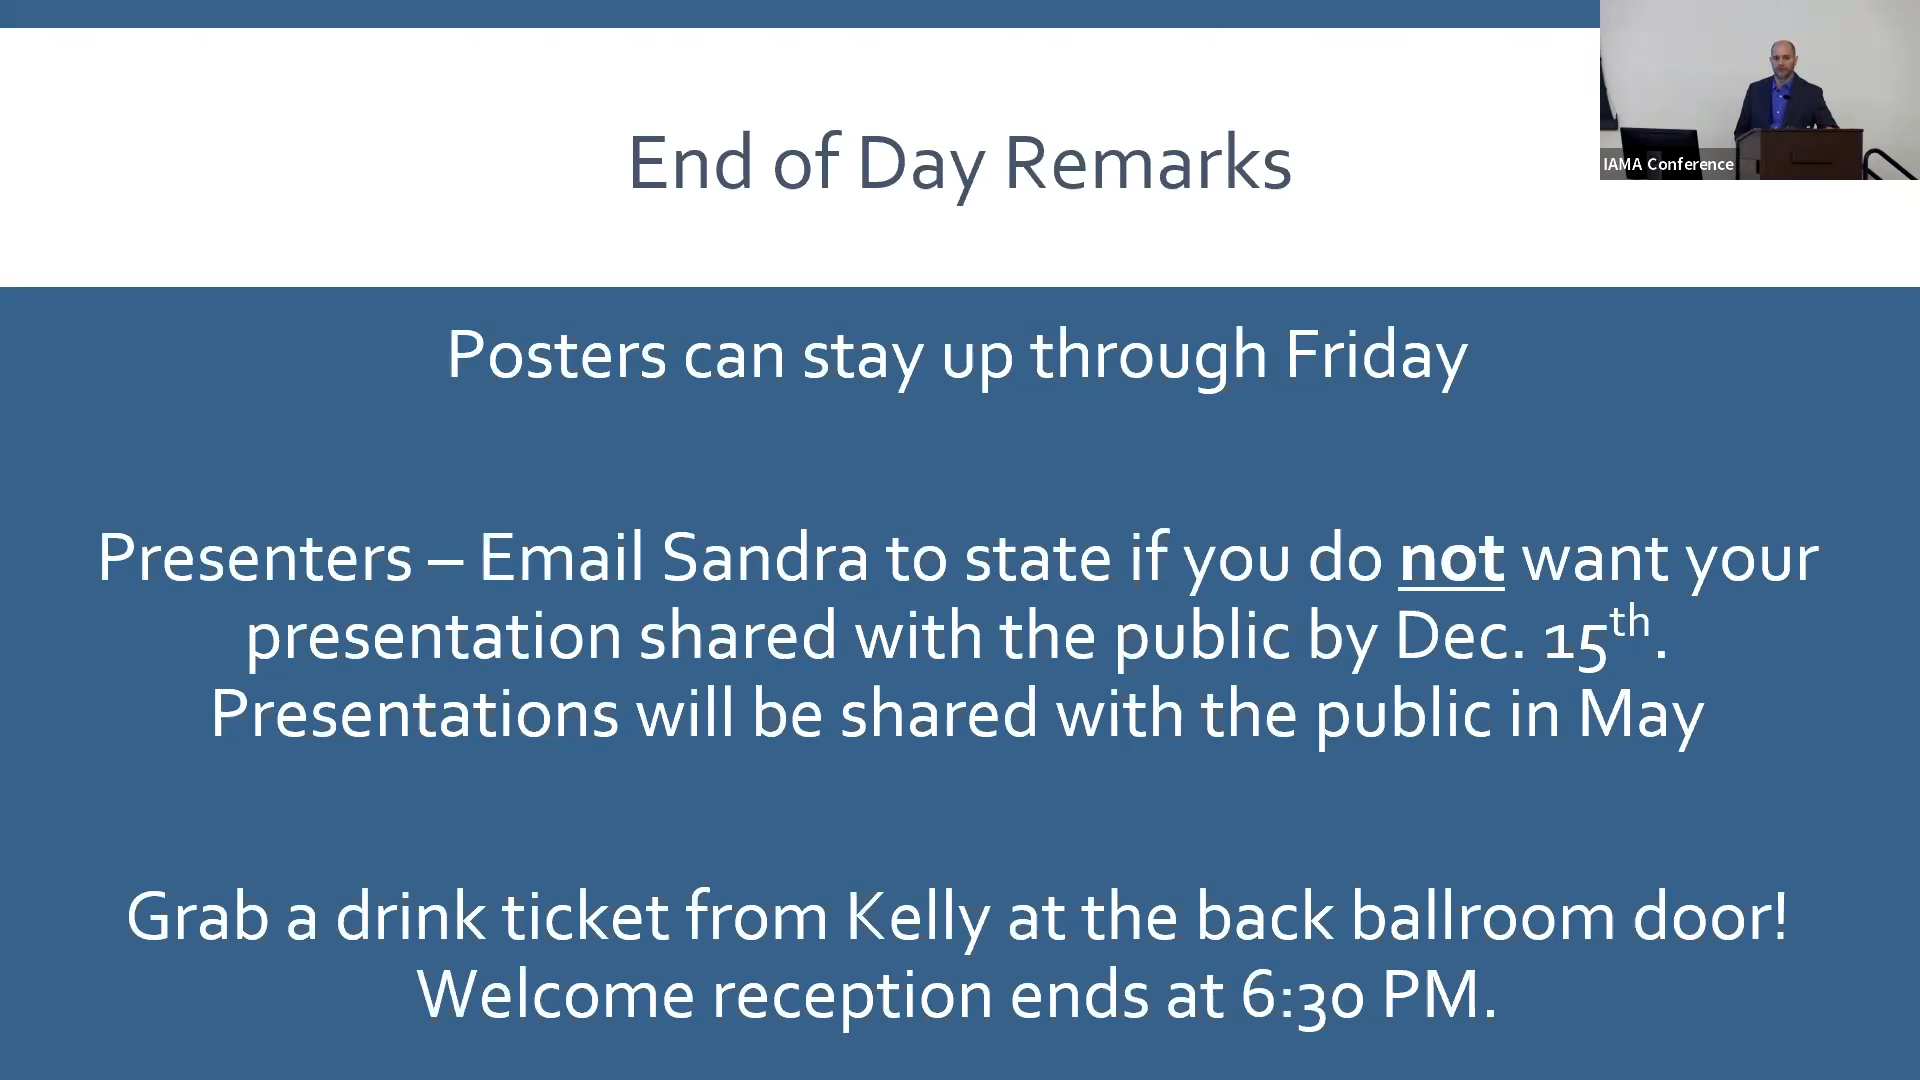 End of Day Remarks
IAMA Conference
Posters can stay up through Friday
Presenters – Email Sandra to state if you do not want your
presentation shared with the public by Dec. 15th.
Presentations will be shared with the public in May
Grab a drink ticket from Kelly at the back ballroom door!
Welcome reception ends at 6:30 PM.